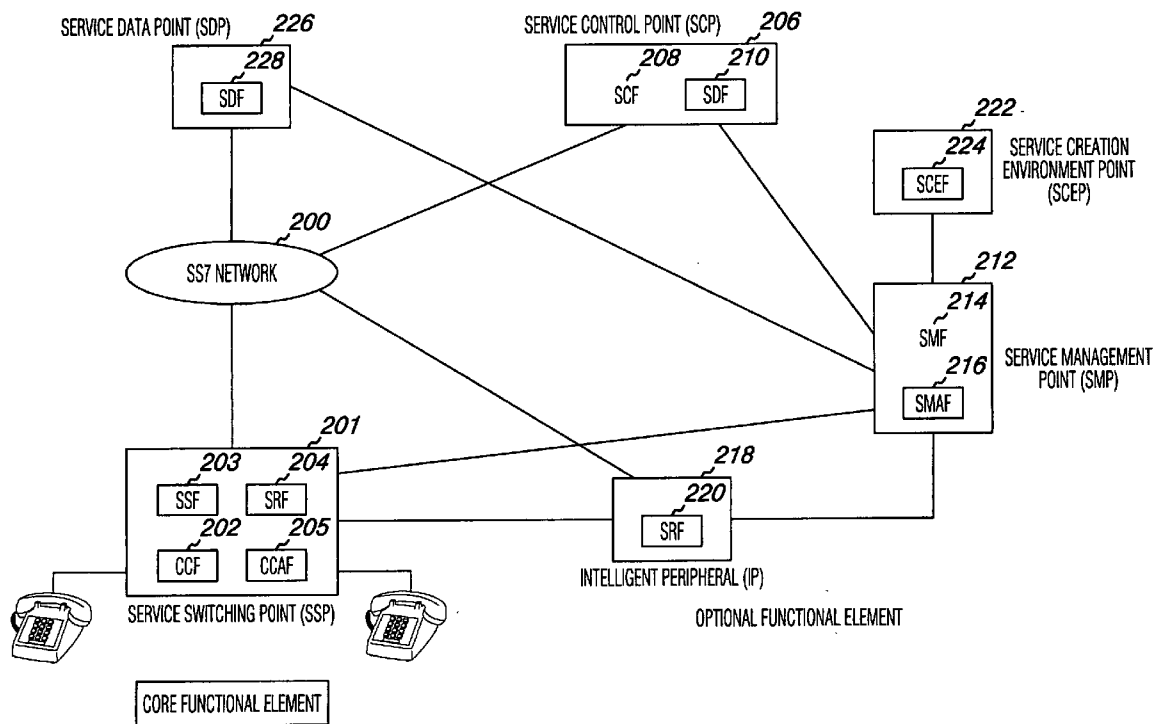 SERVICE DATA POINT (SDP)
226
228
SDF
SERVICE CONTROL POINT (SCP)
206
208
SCF
210
SDF
222
224
SCEF
SERVICE CREATION
ENVIRONMENT POINT
(SCEP)
200
SS7 NETWORK
212
214
SMF
216
SMAF
SERVICE MANAGEMENT
POINT (SMP)
201
203
SSF
204
SRF
202
CCF
205
CCAF
SERVICE SWITCHING POINT (SSP)
218
220
SRF
INTELLIGENT PERIPHERAL (IP)
OPTIONAL FUNCTIONAL ELEMENT
CORE FUNCTIONAL ELEMENT